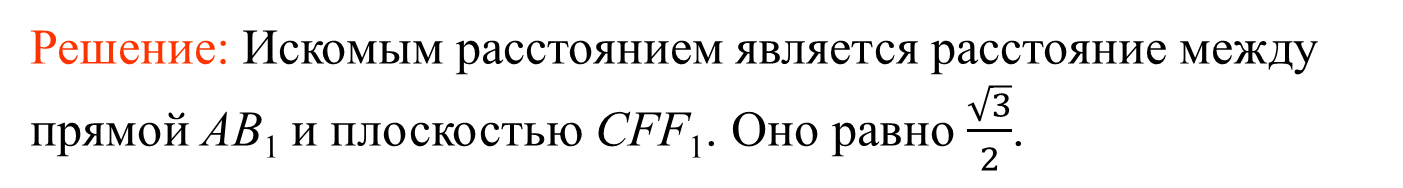 Решение: Искомым расстоянием является расстояние между
прямой AB₁ и плоскостью CFF₁. Оно равно √3/2.